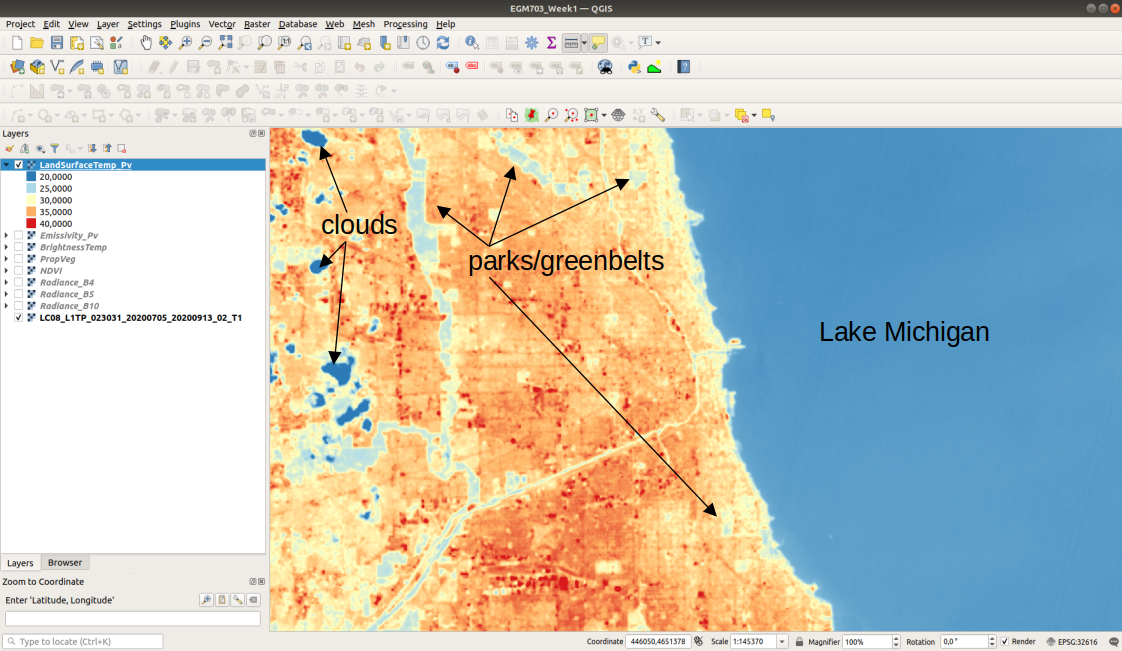 EGM703_Week1 — QGIS
Project Edit View Layer Settings Plugins Vector Raster Database Web Mesh Processing Help
Layers
LandSurfaceTemp_Pv
20,0000
25,0000
30,0000
35,0000
40,0000
Emissivity_Pv
BrightnessTemp
PropVeg
NDVI
Radiance_B4
Radiance_B5
Radiance_B10
LC08_L1TP_023031_20200705_20200913_02_T1
clouds
parks/greenbelts
Lake Michigan
Layers Browser
Zoom to Coordinate
Enter 'Latitude, Longitude'
Type to locate (Ctrl+K)
Coordinate 446050,4651378 Scale 1:145370 Magnifier 100% Rotation 0,0 ° Render EPSG:32616